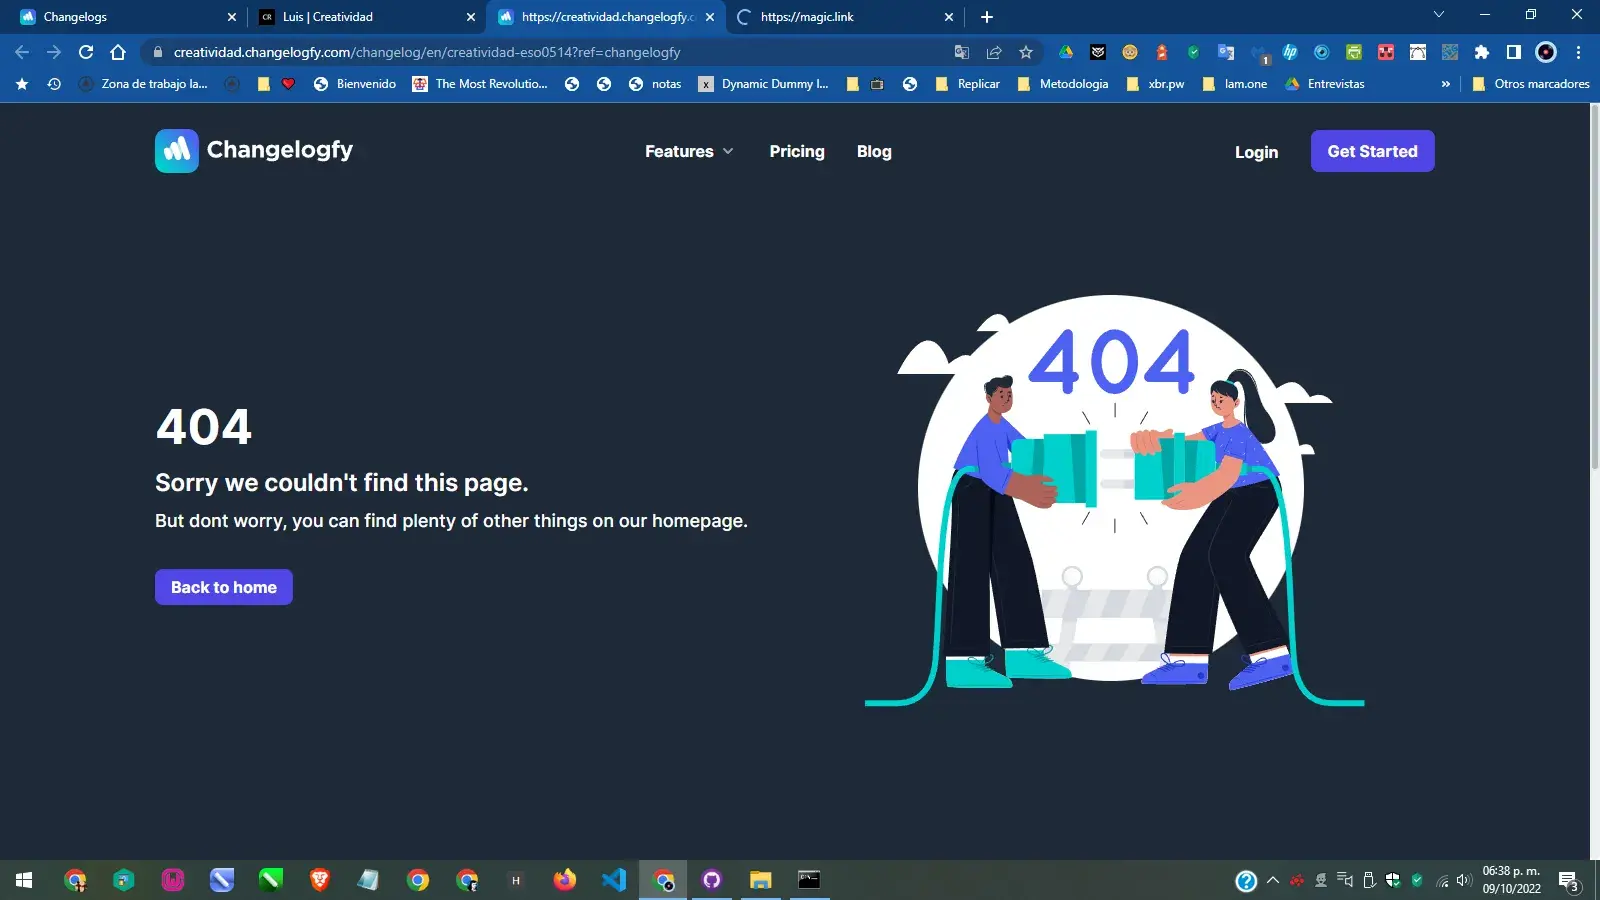 Changelogs
Luis | Creatividad
https://creatividad.changelogfy.c
https://magic.link
creatividad.changelogfy.com/changelog/en/creatividad-eso0514?ref=changelogfy
1
Zona de trabajo la...
Bienvenido
The Most Revolutio...
notas
Dynamic Dummy I...
Replicar
Metodologia
xbr.pw
Iam.one
Entrevistas
»
Otros marcadores
Changelogfy
Features
Pricing
Blog
Login
Get Started
404
404
Sorry we couldn't find this page.
But dont worry, you can find plenty of other things on our homepage.
Back to home
06:38 p. m.
09/10/2022
3